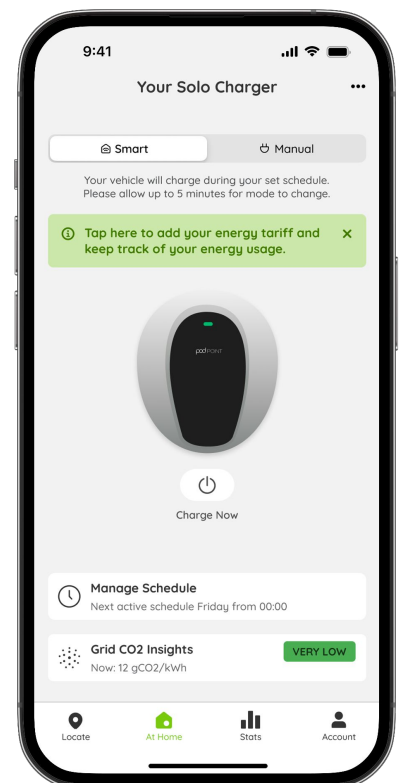 9:41
Your Solo Charger
Smart
Manual
Your vehicle will charge during your set schedule.
Please allow up to 5 minutes for mode to change.
Tap here to add your energy tariff and
keep track of your energy usage.
pod POINT
Charge Now
Manage Schedule
Next active schedule Friday from 00:00
Grid CO2 Insights
VERY LOW
Now: 12 gCO2/kWh
Locate
At Home
Stats
Account